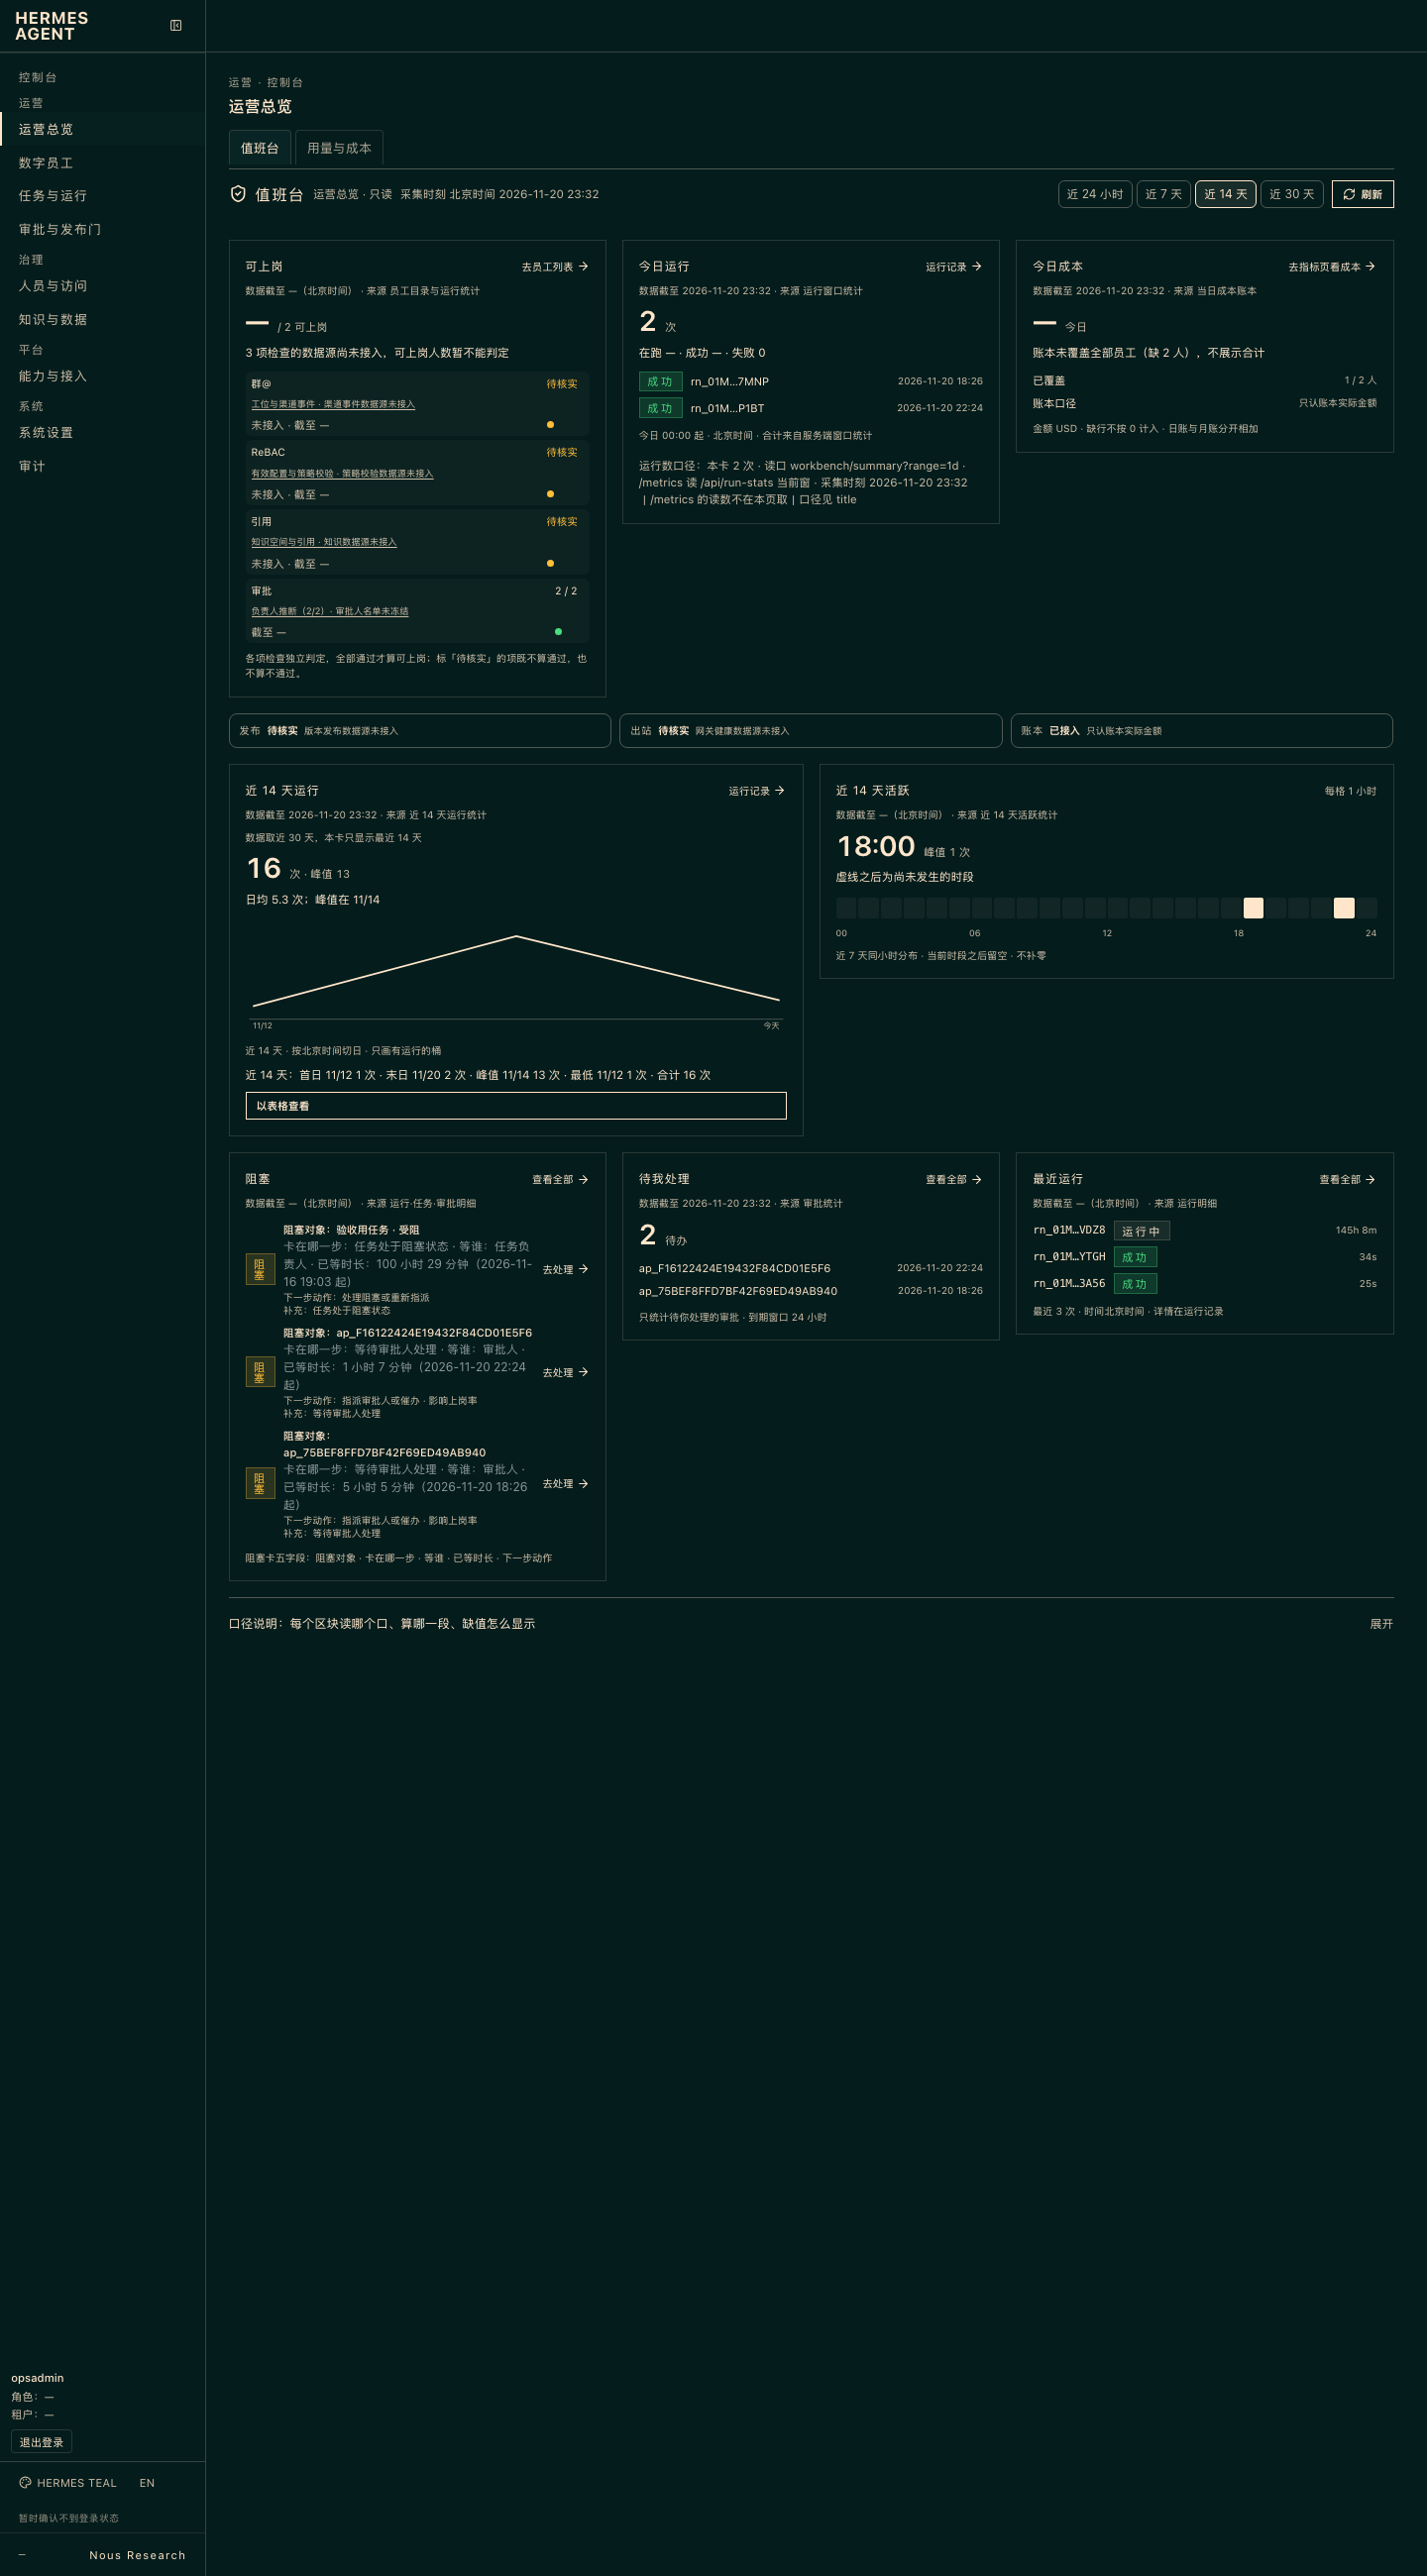 HERMES
AGENT
控制台
运营
运营总览
数字员工
任务与运行
审批与发布门
治理
人员与访问
知识与数据
平台
能力与接入
系统
系统设置
审计
opsadmin
角色：—
租户：—
退出登录
HERMES TEAL EN
暂时确认不到登录状态
— Nous Research
运营 · 控制台
运营总览
值班台 用量与成本
值班台 运营总览 · 只读 采集时刻 北京时间 2026-11-20 23:32
近 24 小时 近 7 天 近 14 天 近 30 天 刷新
可上岗 去员工列表 →
数据截至 —（北京时间） · 来源 员工目录与运行统计
— / 2 可上岗
3 项检查的数据源尚未接入，可上岗人数暂不能判定
群@ 待核实
工位与渠道事件 · 渠道事件数据源未接入
未接入 · 截至 —
ReBAC 待核实
有效配置与策略校验 · 策略校验数据源未接入
未接入 · 截至 —
引用 待核实
知识空间与引用 · 知识数据源未接入
未接入 · 截至 —
审批 2 / 2
负责人推断（2/2）· 审批人名单未冻结
截至 —
各项检查独立判定，全部通过才算可上岗；标「待核实」的项既不算通过，也
不算不通过。
今日运行 运行记录 →
数据截至 2026-11-20 23:32 · 来源 运行窗口统计
2 次
在跑 — · 成功 — · 失败 0
成功 rn_01M…7MNP 2026-11-20 18:26
成功 rn_01M…P1BT 2026-11-20 22:24
今日 00:00 起 · 北京时间 · 合计来自服务端窗口统计
运行数口径：本卡 2 次 · 读口 workbench/summary?range=1d ·
/metrics 读 /api/run-stats 当前窗 · 采集时刻 2026-11-20 23:32
| /metrics 的读数不在本页取 | 口径见 title
今日成本 去指标页看成本 →
数据截至 2026-11-20 23:32 · 来源 当日成本账本
— 今日
账本未覆盖全部员工（缺 2 人），不展示合计
已覆盖 1 / 2 人
账本口径 只认账本实际金额
金额 USD · 缺行不按 0 计入 · 日账与月账分开相加
发布 待核实 版本发布数据源未接入
出站 待核实 网关健康数据源未接入
账本 已接入 只认账本实际金额
近 14 天运行 运行记录 →
数据截至 2026-11-20 23:32 · 来源 近 14 天运行统计
数据取近 30 天，本卡只显示最近 14 天
16 次 · 峰值 13
日均 5.3 次；峰值在 11/14
11/12 今天
近 14 天 · 按北京时间切日 · 只画有运行的桶
近 14 天：首日 11/12 1 次 · 末日 11/20 2 次 · 峰值 11/14 13 次 · 最低 11/12 1 次 · 合计 16 次
以表格查看
近 14 天活跃 每格 1 小时
数据截至 —（北京时间） · 来源 近 14 天活跃统计
18:00 峰值 1 次
虚线之后为尚未发生的时段
00 06 12 18 24
近 7 天同小时分布 · 当前时段之后留空 · 不补零
阻塞 查看全部 →
数据截至 —（北京时间） · 来源 运行·任务·审批明细
阻塞 阻塞对象：验收用任务 · 受阻
卡在哪一步：任务处于阻塞状态 · 等谁：任务负
责人 · 已等时长：100 小时 29 分钟（2026-11-
16 19:03 起）
去处理 →
下一步动作：处理阻塞或重新指派
补充：任务处于阻塞状态
阻塞 阻塞对象：ap_F16122424E19432F84CD01E5F6
卡在哪一步：等待审批人处理 · 等谁：审批人 ·
已等时长：1 小时 7 分钟（2026-11-20 22:24
起）
去处理 →
下一步动作：指派审批人或催办 · 影响上岗率
补充：等待审批人处理
阻塞 阻塞对象：
ap_75BEF8FFD7BF42F69ED49AB940
卡在哪一步：等待审批人处理 · 等谁：审批人 ·
已等时长：5 小时 5 分钟（2026-11-20 18:26
起）
去处理 →
下一步动作：指派审批人或催办 · 影响上岗率
补充：等待审批人处理
阻塞卡五字段：阻塞对象 · 卡在哪一步 · 等谁 · 已等时长 · 下一步动作
待我处理 查看全部 →
数据截至 2026-11-20 23:32 · 来源 审批统计
2 待办
ap_F16122424E19432F84CD01E5F6 2026-11-20 22:24
ap_75BEF8FFD7BF42F69ED49AB940 2026-11-20 18:26
只统计待你处理的审批 · 到期窗口 24 小时
最近运行 查看全部 →
数据截至 —（北京时间） · 来源 运行明细
rn_01M…VDZ8 运行中 145h 8m
rn_01M…YTGH 成功 34s
rn_01M…3A56 成功 25s
最近 3 次 · 时间北京时间 · 详情在运行记录
口径说明：每个区块读哪个口、算哪一段、缺值怎么显示 展开